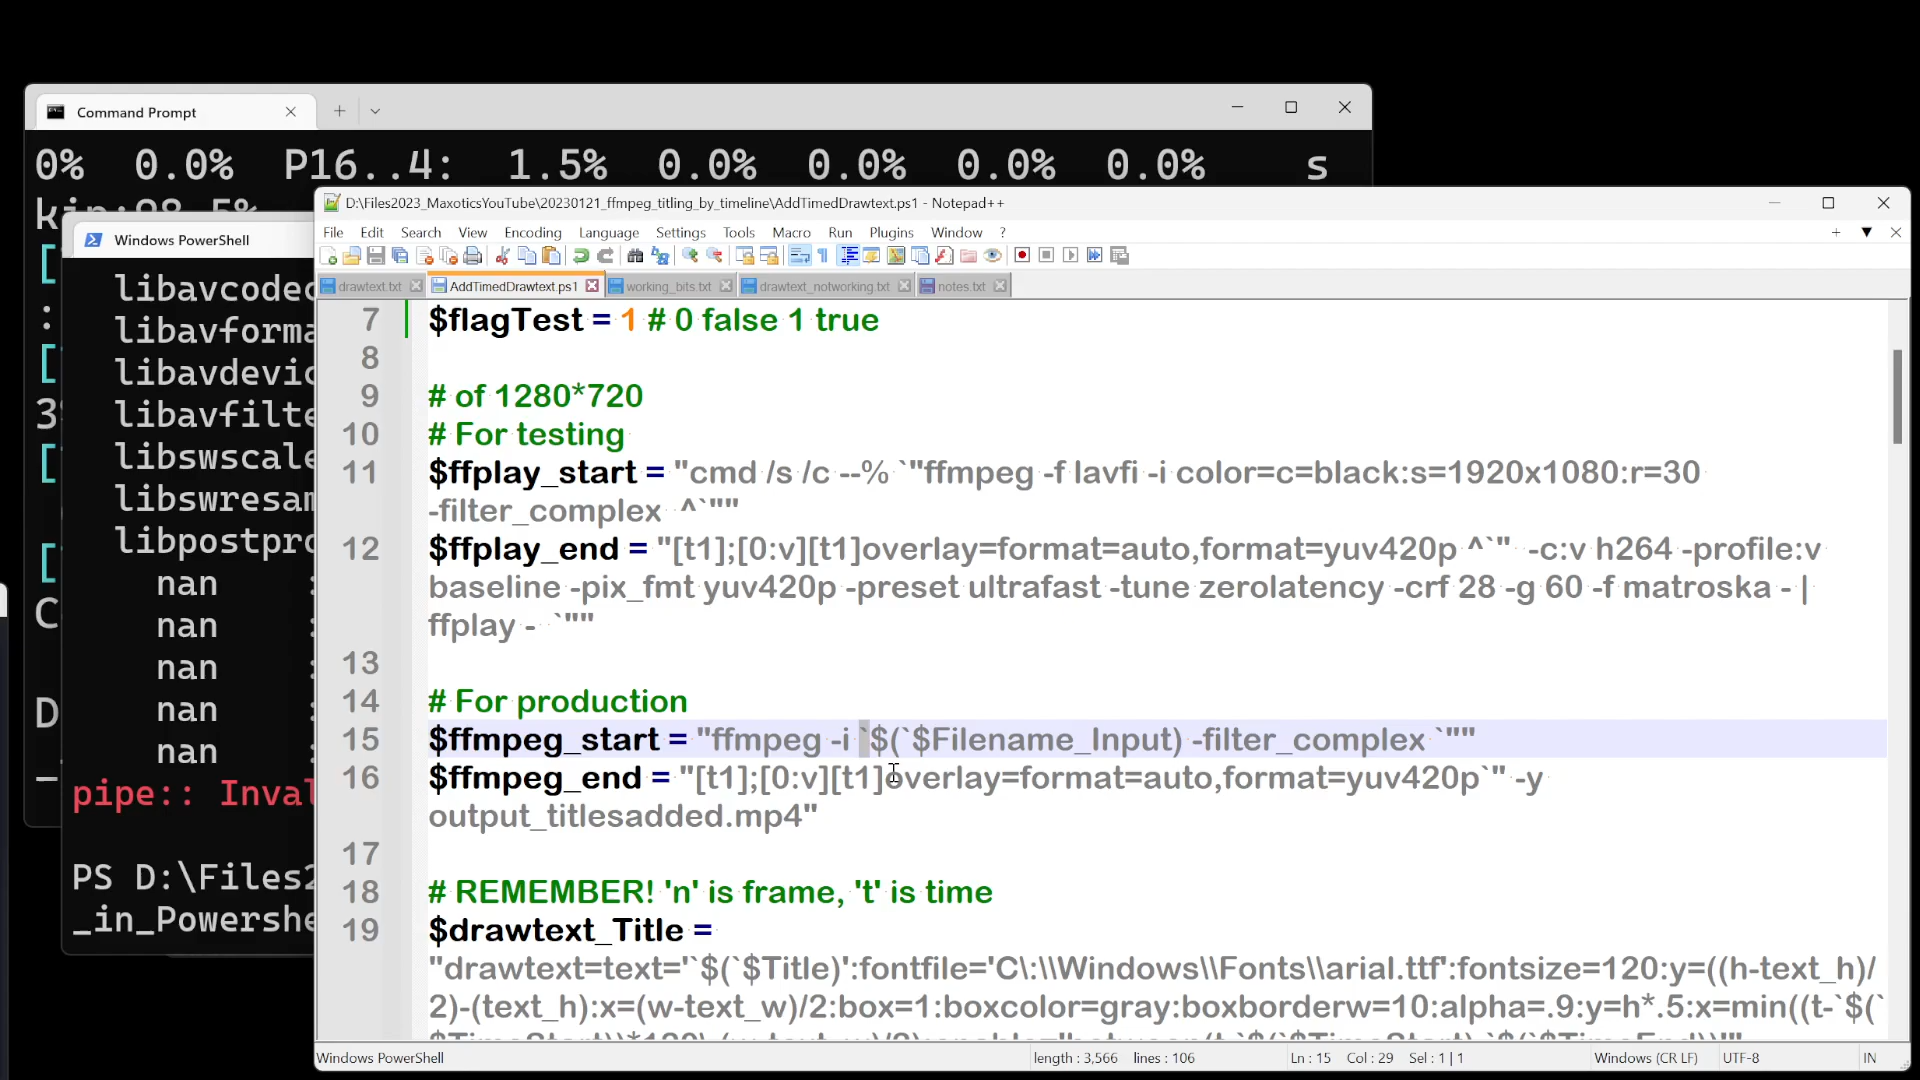 Command Prompt
0% 0.0% P16..4: 1.5% 0.0% 0.0% 0.0% 0.0% s
D:\Files2023_MaxoticsYouTube\20230121_ffmpeg_titling_by_timeline\AddTimedDrawtext.ps1 - Notepad++
File Edit Search View Encoding Language Settings Tools Macro Run Plugins Window ?
drawtext.txt AddTimedDrawtext.ps1 working_bits.txt drawtext_notworking.txt notes.txt
7 $flagTest = 1 # 0 false 1 true
8
9 # of 1280*720
10 # For testing
11 $ffplay_start = "cmd /s /c --% `"ffmpeg -f lavfi -i color=c=black:s=1920x1080:r=30
-filter_complex ^`""
12 $ffplay_end = "[t1];[0:v][t1]overlay=format=auto,format=yuv420p ^`" -c:v h264 -profile:v
baseline -pix_fmt yuv420p -preset ultrafast -tune zerolatency -crf 28 -g 60 -f matroska - |
ffplay - `""
13
14 # For production
15 $ffmpeg_start = "ffmpeg -i `$(`$Filename_Input) -filter_complex `""
16 $ffmpeg_end = "[t1];[0:v][t1]overlay=format=auto,format=yuv420p`" -y
output_titlesadded.mp4"
17
18 # REMEMBER! 'n' is frame, 't' is time
19 $drawtext_Title =
"drawtext=text='`$(`$Title)':fontfile='C\:\\Windows\\Fonts\\arial.ttf':fontsize=120:y=((h-text_h)/
2)-(text_h):x=(w-text_w)/2:box=1:boxcolor=gray:boxborderw=10:alpha=.9:y=h*.5:x=min((t-`$(`
Windows PowerShell length : 3,566 lines : 106 Ln : 15 Col : 29 Sel : 1 | 1 Windows (CR LF) UTF-8 IN
Windows PowerShell
libavcodec
libavforma
libavdevic
libavfilte
libswscale
libswresam
libpostpro
nan :
nan :
nan :
nan :
nan :
pipe:: Inval
PS D:\Files2
_in_Powershe